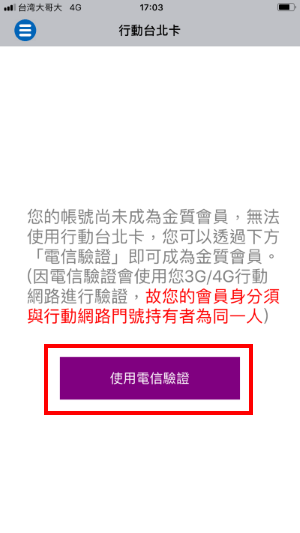 台湾大哥大 4G 17:03
行動台北卡
您的帳號尚未成為金質會員，無法
使用行動台北卡，您可以透過下方
「電信驗證」即可成為金質會員。
(因電信驗證會使用您3G/4G行動
網路進行驗證，故您的會員身分須
與行動網路門號持有者為同一人)
使用電信驗證